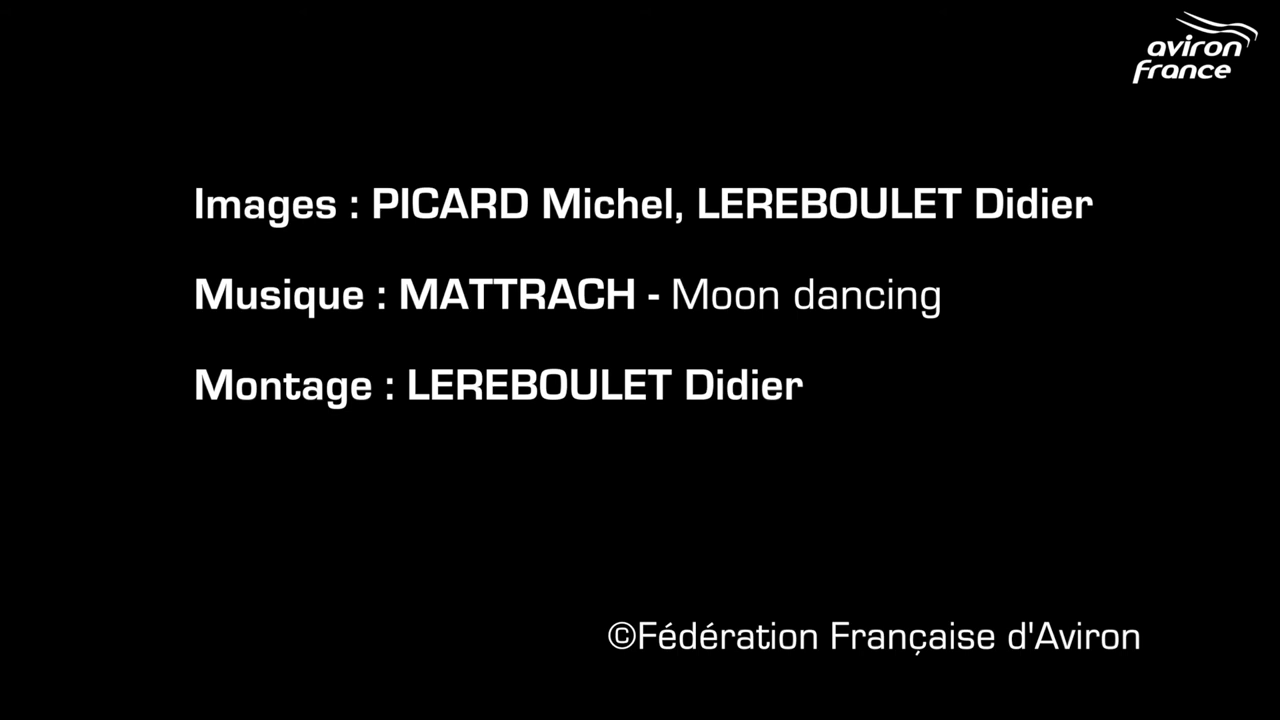 aviron
france
Images : PICARD Michel, LEREBOULET Didier
Musique : MATTRACH - Moon dancing
Montage : LEREBOULET Didier
©Fédération Française d'Aviron